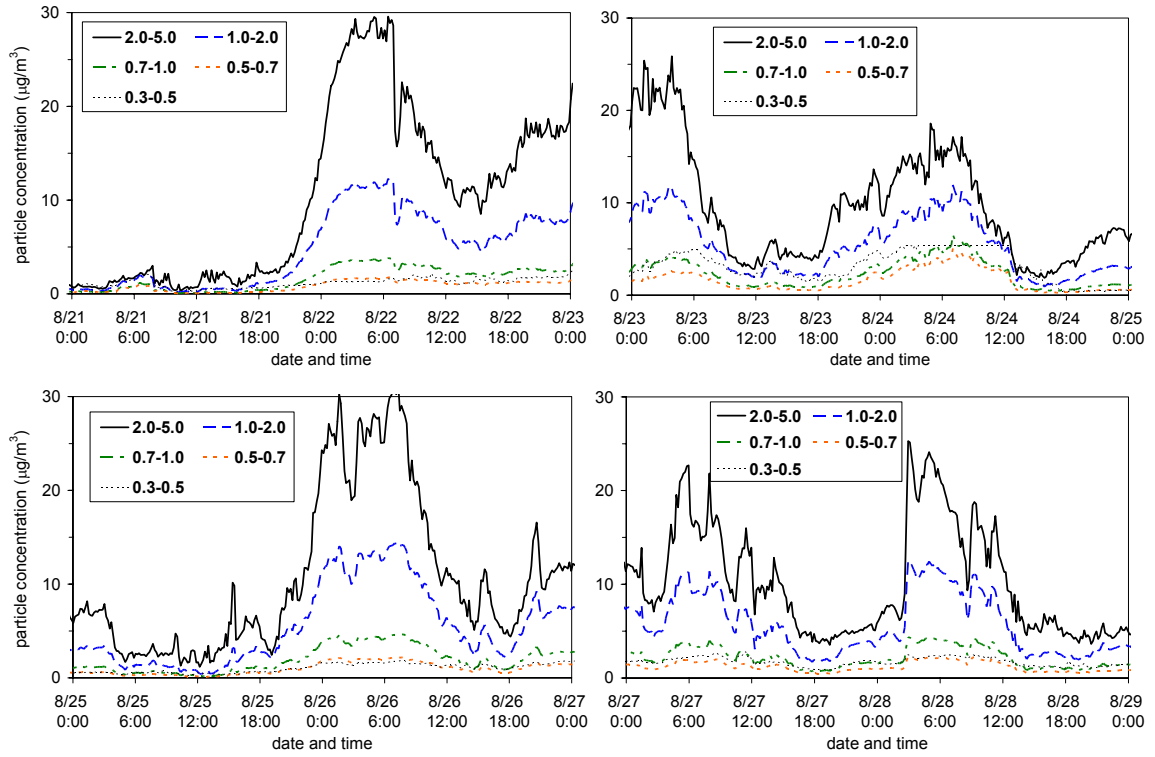 particle concentration (μg/m3)
30
20
10
0
2.0-5.0 1.0-2.0
0.7-1.0 0.5-0.7
0.3-0.5
8/21 8/21 8/21 8/21 8/22 8/22 8/22 8/22 8/23
0:00 6:00 12:00 18:00 0:00 6:00 12:00 18:00 0:00
date and time
30
20
10
0
2.0-5.0 1.0-2.0
0.7-1.0 0.5-0.7
0.3-0.5
8/23 8/23 8/23 8/23 8/24 8/24 8/24 8/24 8/25
0:00 6:00 12:00 18:00 0:00 6:00 12:00 18:00 0:00
date and time
particle concentration (μg/m3)
30
20
10
0
2.0-5.0 1.0-2.0
0.7-1.0 0.5-0.7
0.3-0.5
8/25 8/25 8/25 8/25 8/26 8/26 8/26 8/26 8/27
0:00 6:00 12:00 18:00 0:00 6:00 12:00 18:00 0:00
date and time
30
20
10
0
2.0-5.0 1.0-2.0
0.7-1.0 0.5-0.7
0.3-0.5
8/27 8/27 8/27 8/27 8/28 8/28 8/28 8/28 8/29
0:00 6:00 12:00 18:00 0:00 6:00 12:00 18:00 0:00
date and time